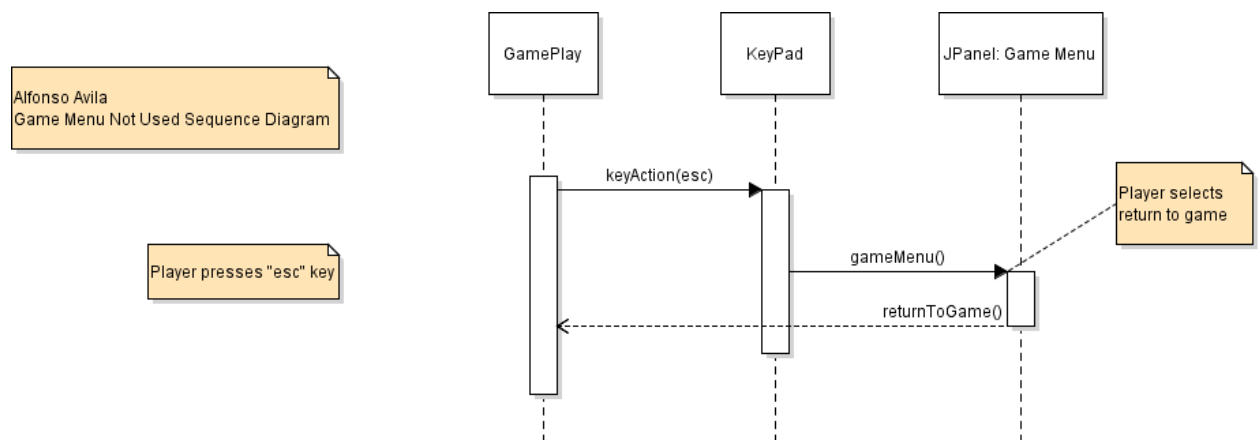 GamePlay
KeyPad
JPanel: Game Menu
Alfonso Avila
Game Menu Not Used Sequence Diagram
keyAction(esc)
Player selects
return to game
Player presses "esc" key
gameMenu()
returnToGame()